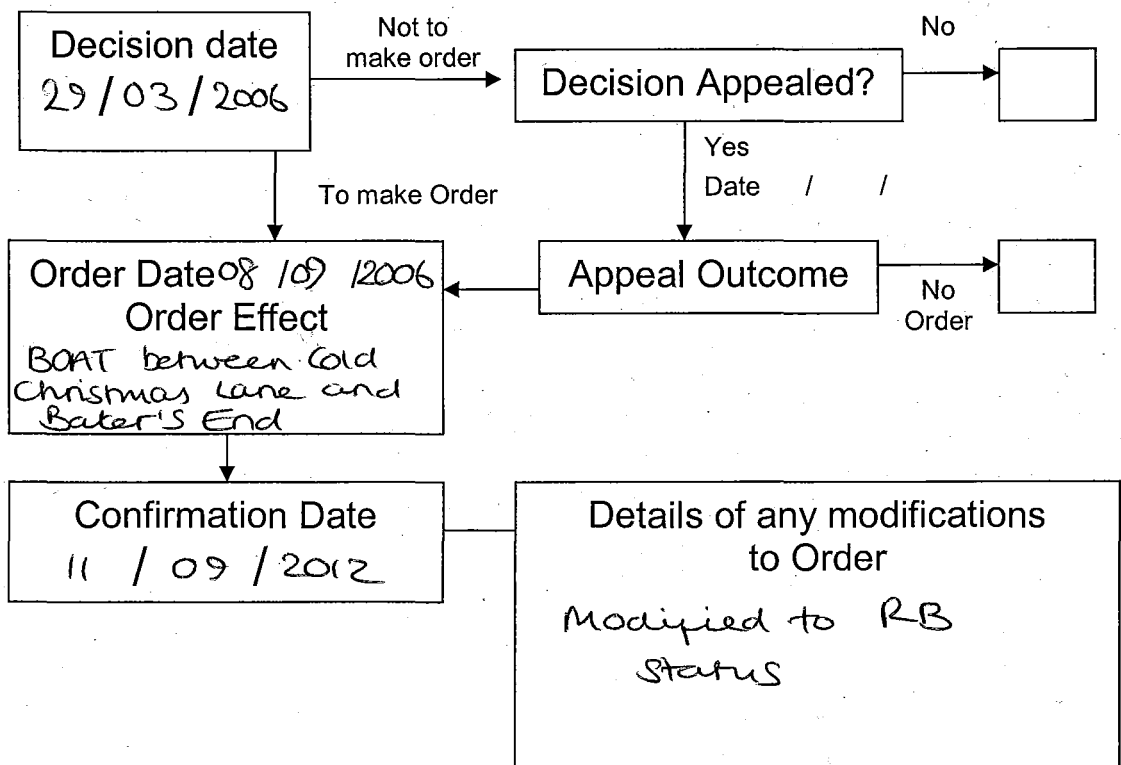 Decision date
29 / 03 / 2006
Not to
make order
Decision Appealed?
No
Yes
Date / /
To make Order
Order Date 08 / 09 / 2006
Order Effect
BOAT between Cold
Christmas Lane and
Baker's End
Appeal Outcome
No
Order
Confirmation Date
11 / 09 / 2012
Details of any modifications
to Order
Modified to RB
status